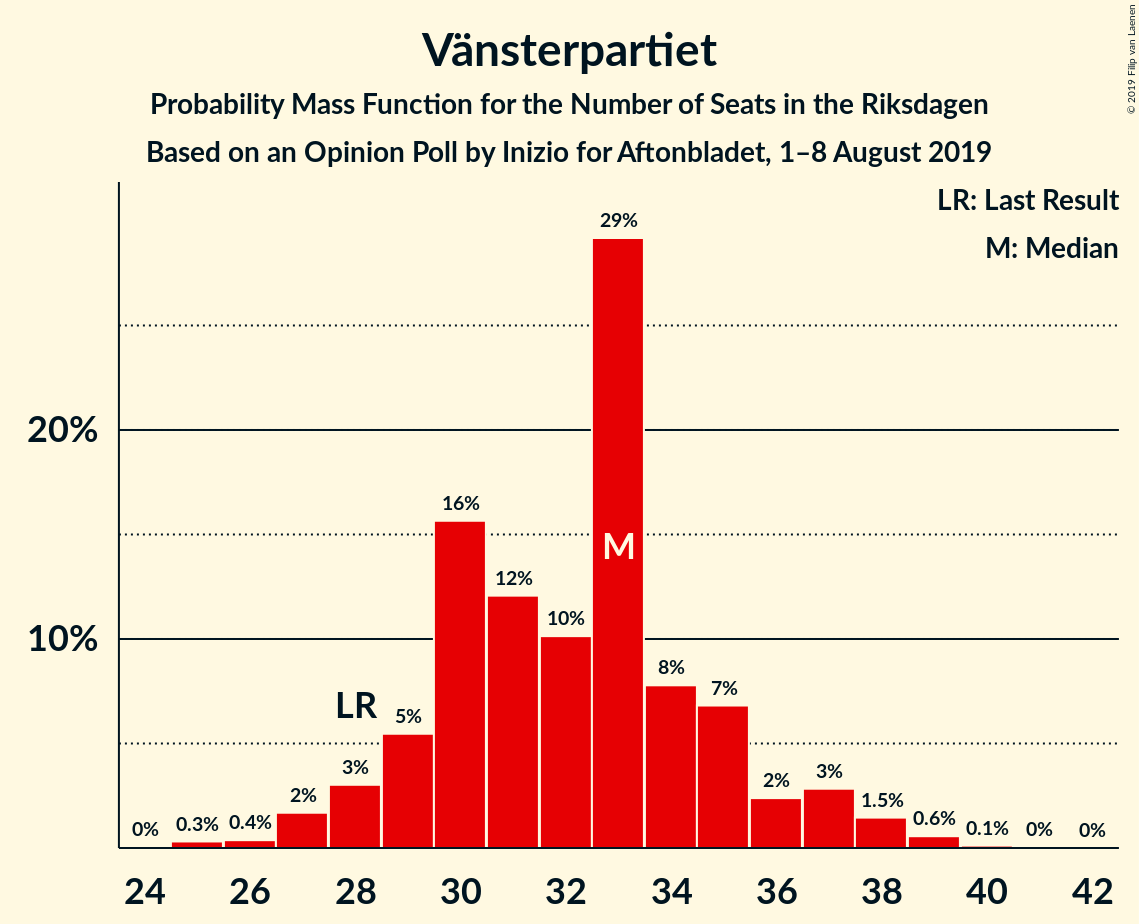 Vänsterpartiet
Probability Mass Function for the Number of Seats in the Riksdagen
Based on an Opinion Poll by Inizio for Aftonbladet, 1–8 August 2019
© 2019 Filip van Laenen
LR: Last Result
M: Median
29%
20%
16%
M
12%
10%
10%
8%
7%
LR
5%
3%
2%
2%
3%
1.5%
0%
0.3%
0.4%
0.6%
0.1%
0%
0%
24 26 28 30 32 34 36 38 40 42